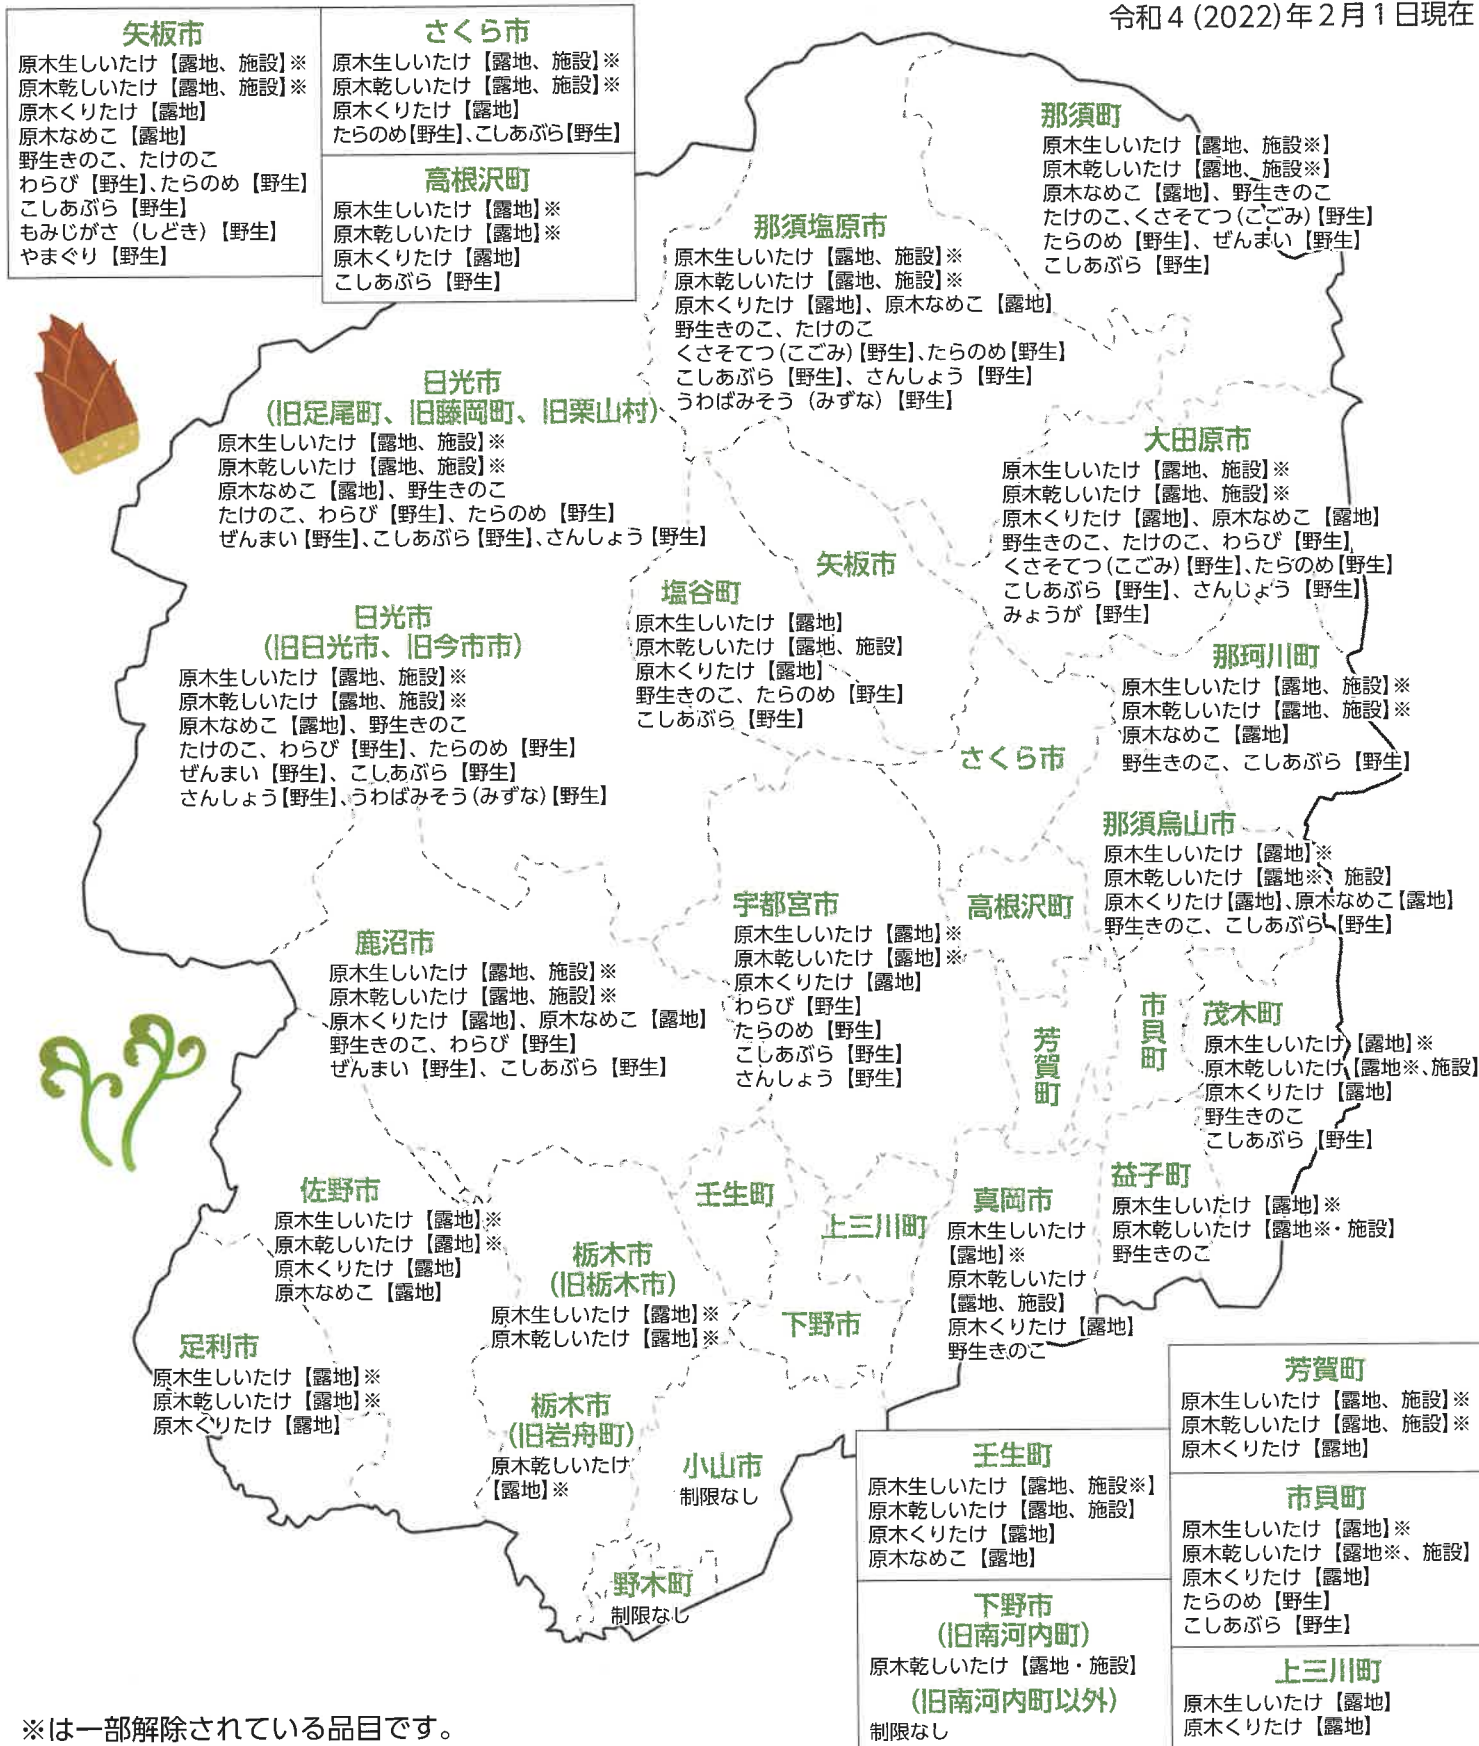 令和4(2022)年2月1日現在
矢板市
原木生しいたけ【露地、施設】※
原木乾しいたけ【露地、施設】※
原木くりたけ【露地】
原木なめこ【露地】
野生きのこ、たけのこ
わらび【野生】、たらのめ【野生】
こしあぶら【野生】
もみじがさ（しどき）【野生】
やまぐり【野生】
さくら市
原木生しいたけ【露地、施設】※
原木乾しいたけ【露地、施設】※
原木くりたけ【露地】
たらのめ【野生】、こしあぶら【野生】
高根沢町
原木生しいたけ【露地】※
原木乾しいたけ【露地】※
原木くりたけ【露地】
こしあぶら【野生】
那須町
原木生しいたけ【露地、施設※】
原木乾しいたけ【露地、施設※】
原木なめこ【露地】、野生きのこ
たけのこ、くさそてつ（こごみ）【野生】
たらのめ【野生】、ぜんまい【野生】
こしあぶら【野生】
那須塩原市
原木生しいたけ【露地、施設】※
原木乾しいたけ【露地、施設】※
原木くりたけ【露地】、原木なめこ【露地】
野生きのこ、たけのこ
くさそてつ（こごみ）【野生】、たらのめ【野生】
こしあぶら【野生】、さんしょう【野生】
うわばみそう（みずな）【野生】
日光市
（旧足尾町、旧藤岡町、旧栗山村）
原木生しいたけ【露地、施設】※
原木乾しいたけ【露地、施設】※
原木なめこ【露地】、野生きのこ
たけのこ、わらび【野生】、たらのめ【野生】
ぜんまい【野生】、こしあぶら【野生】、さんしょう【野生】
大田原市
原木生しいたけ【露地、施設】※
原木乾しいたけ【露地、施設】※
原木くりたけ【露地】、原木なめこ【露地】
野生きのこ、たけのこ、わらび【野生】
くさそてつ（こごみ）【野生】、たらのめ【野生】
こしあぶら【野生】、さんしょう【野生】
みょうが【野生】
矢板市
塩谷町
原木生しいたけ【露地】
原木乾しいたけ【露地、施設】
原木くりたけ【露地】
野生きのこ、たらのめ【野生】
こしあぶら【野生】
日光市
（旧日光市、旧今市市）
原木生しいたけ【露地、施設】※
原木乾しいたけ【露地、施設】※
原木なめこ【露地】、野生きのこ
たけのこ、わらび【野生】、たらのめ【野生】
ぜんまい【野生】、こしあぶら【野生】
さんしょう【野生】、うわばみそう（みずな）【野生】
那珂川町
原木生しいたけ【露地、施設】※
原木乾しいたけ【露地、施設】※
原木なめこ【露地】
野生きのこ、こしあぶら【野生】
さくら市
那須烏山市
原木生しいたけ【露地】※
原木乾しいたけ【露地※、施設】
原木くりたけ【露地】、原木なめこ【露地】
野生きのこ、こしあぶら【野生】
高根沢町
宇都宮市
原木生しいたけ【露地】※
原木乾しいたけ【露地】※
原木くりたけ【露地】
わらび【野生】
たらのめ【野生】
こしあぶら【野生】
さんしょう【野生】
鹿沼市
原木生しいたけ【露地、施設】※
原木乾しいたけ【露地、施設】※
原木くりたけ【露地】、原木なめこ【露地】
野生きのこ、わらび【野生】
ぜんまい【野生】、こしあぶら【野生】
芳賀町
市貝町
茂木町
原木生しいたけ【露地】※
原木乾しいたけ【露地※、施設】
原木くりたけ【露地】
野生きのこ
こしあぶら【野生】
益子町
原木生しいたけ【露地】※
原木乾しいたけ【露地※・施設】
野生きのこ
真岡市
原木生しいたけ
【露地】※
原木乾しいたけ
【露地、施設】
原木くりたけ【露地】
野生きのこ
壬生町
上三川町
下野市
佐野市
原木生しいたけ【露地】※
原木乾しいたけ【露地】※
原木くりたけ【露地】
原木なめこ【露地】
栃木市
（旧栃木市）
原木生しいたけ【露地】※
原木乾しいたけ【露地】※
足利市
原木生しいたけ【露地】※
原木乾しいたけ【露地】※
原木くりたけ【露地】
栃木市
（旧岩舟町）
原木乾しいたけ
【露地】※
小山市
制限なし
野木町
制限なし
芳賀町
原木生しいたけ【露地、施設】※
原木乾しいたけ【露地、施設】※
原木くりたけ【露地】
壬生町
原木生しいたけ【露地、施設※】
原木乾しいたけ【露地、施設】
原木くりたけ【露地】
原木なめこ【露地】
市貝町
原木生しいたけ【露地】※
原木乾しいたけ【露地※、施設】
原木くりたけ【露地】
たらのめ【野生】
こしあぶら【野生】
下野市
（旧南河内町）
原木乾しいたけ【露地・施設】
（旧南河内町以外）
制限なし
上三川町
原木生しいたけ【露地】
原木くりたけ【露地】
※は一部解除されている品目です。